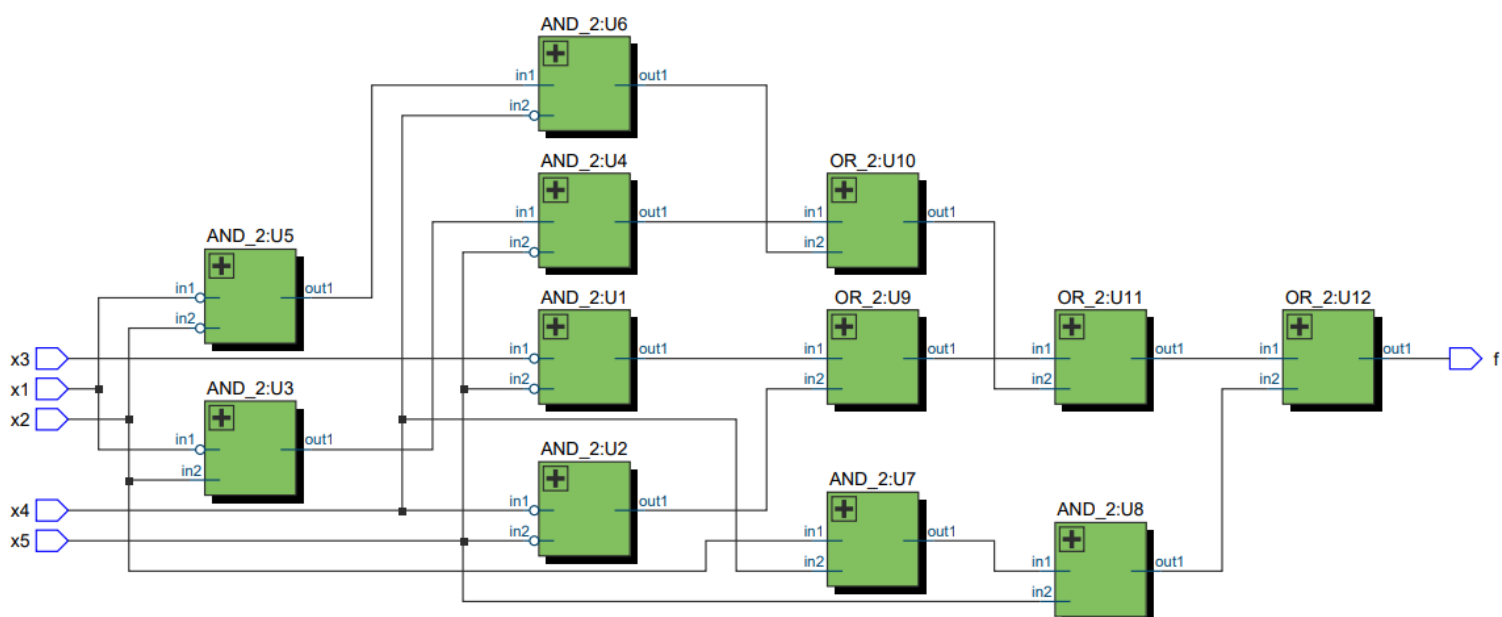 AND_2:U6
in1 out1
in2
AND_2:U4
in1 out1
in2
OR_2:U10
in1 out1
in2
AND_2:U5
in1 out1
in2
AND_2:U1
in1 out1
in2
OR_2:U9
in1 out1
in2
OR_2:U11
in1 out1
in2
OR_2:U12
in1 out1
in2
f
x3
x1
x2
AND_2:U3
in1 out1
in2
AND_2:U2
in1 out1
in2
x4
x5
AND_2:U7
in1 out1
in2
AND_2:U8
in1 out1
in2